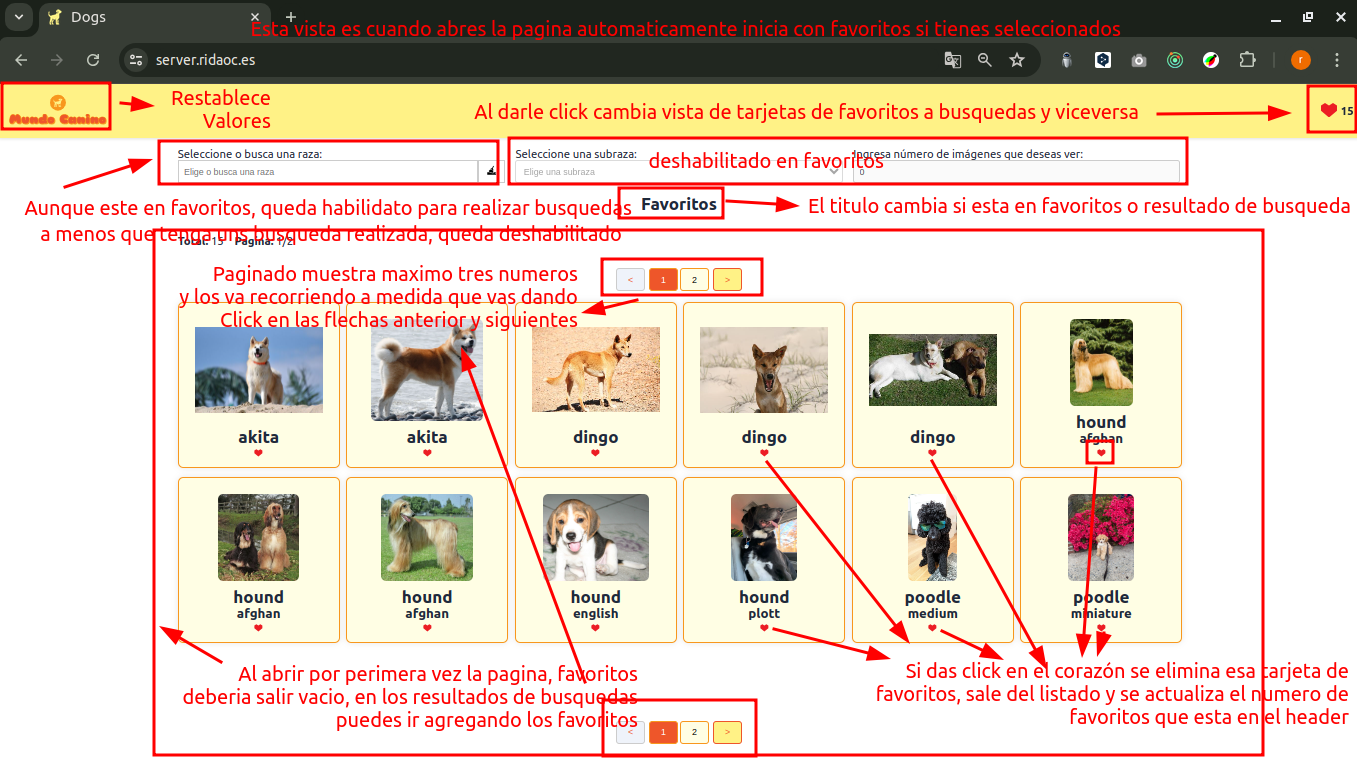 Dogs
Esta vista es cuando abres la pagina automaticamente inicia con favoritos si tienes seleccionados
server.ridaoc.es
r
Mundo Canino
Restablece
Valores
Al darle click cambia vista de tarjetas de favoritos a busquedas y viceversa
15
Seleccione o busca una raza:
Elige o busca una raza
Seleccione una subraza:
Elige una subraza
deshabilitado en favoritos
Ingresa número de imágenes que deseas ver:
0
Aunque este en favoritos, queda habilidato para realizar busquedas
a menos que tenga uns busqueda realizada, queda deshabilitado
Favoritos
El titulo cambia si esta en favoritos o resultado de busqueda
Total: 15 Pagina: 1/2
Paginado muestra maximo tres numeros
y los va recorriendo a medida que vas dando
Click en las flechas anterior y siguientes
< 1 2 >
akita
akita
dingo
dingo
dingo
hound
afghan
hound
afghan
hound
afghan
hound
english
hound
plott
poodle
medium
poodle
miniature
Al abrir por perimera vez la pagina, favoritos
deberia salir vacio, en los resultados de busquedas
puedes ir agregando los favoritos
Si das click en el corazón se elimina esa tarjeta de
favoritos, sale del listado y se actualiza el numero de
favoritos que esta en el header
< 1 2 >